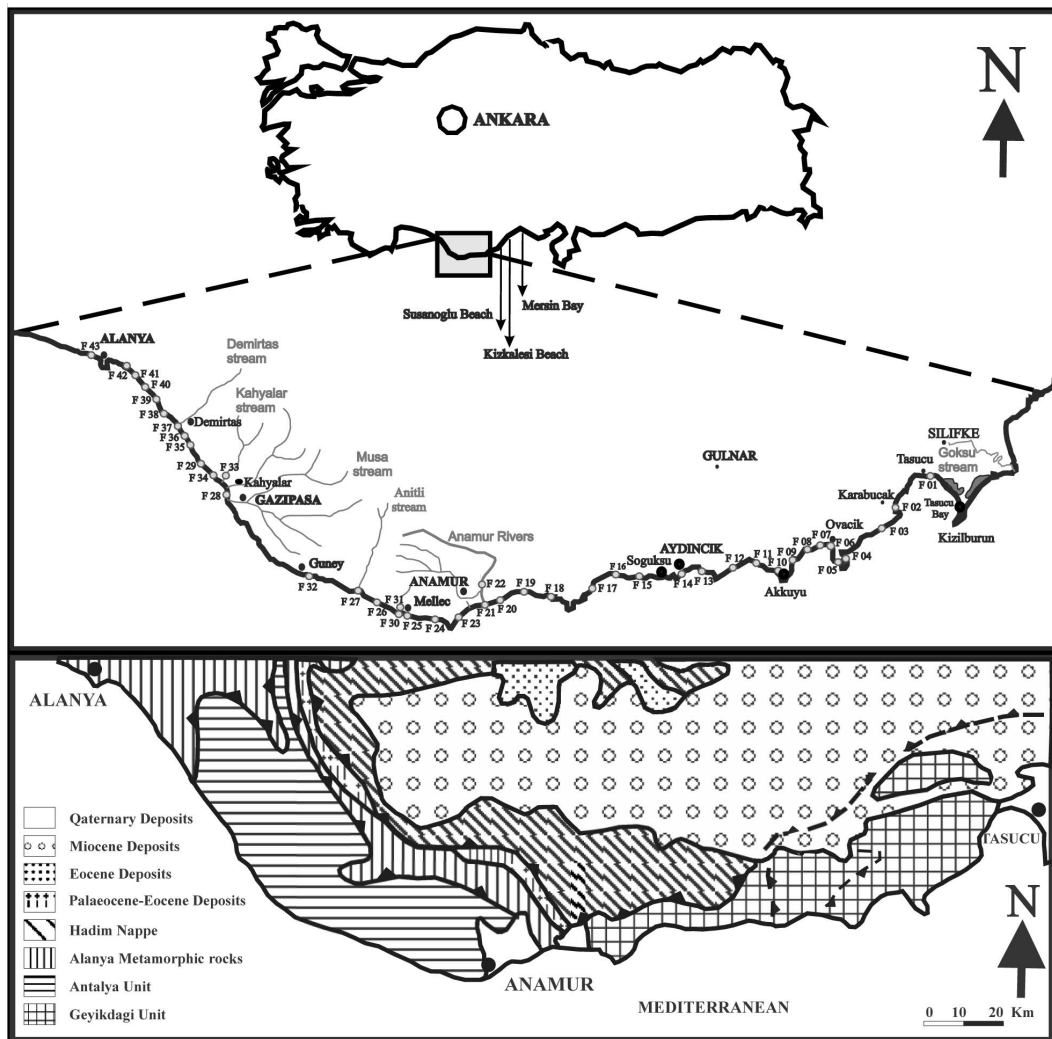 N
ANKARA
Mersin Bay
Susanoglu Beach
Kizkalesi Beach
F 43
ALANYA
F 42
F 41
F 40
F 39
F 38
F 37
F 36
F 35
Demirtas
stream
Demirtas
Kahyalar
stream
F 29
F 34
F 33
Kahyalar
F 28
GAZIPASA
Musa
stream
Anitli
stream
Anamur Rivers
Guney
F 32
F 27
F 26
F 31
F 30
Mellec
F 25
F 24
ANAMUR
F 22
F 23
F 21
F 20
F 19
F 18
F 17
F 16
F 15
Soguksu
AYDINCIK
F 14
F 13
F 12
F 11
F 10
Akkuyu
F 09
F 08
F 07
F 06
Ovacik
F 05
F 04
F 03
F 02
Karabucak
GULNAR
Tasucu
F 01
SILIFKE
Goksu
stream
Tasucu
Bay
Kizilburun
ALANYA
Qaternary Deposits
Miocene Deposits
Eocene Deposits
Palaeocene-Eocene Deposits
Hadim Nappe
Alanya Metamorphic rocks
Antalya Unit
Geyikdagi Unit
ANAMUR
MEDITERRANEAN
TASUCU
N
0 10 20 Km